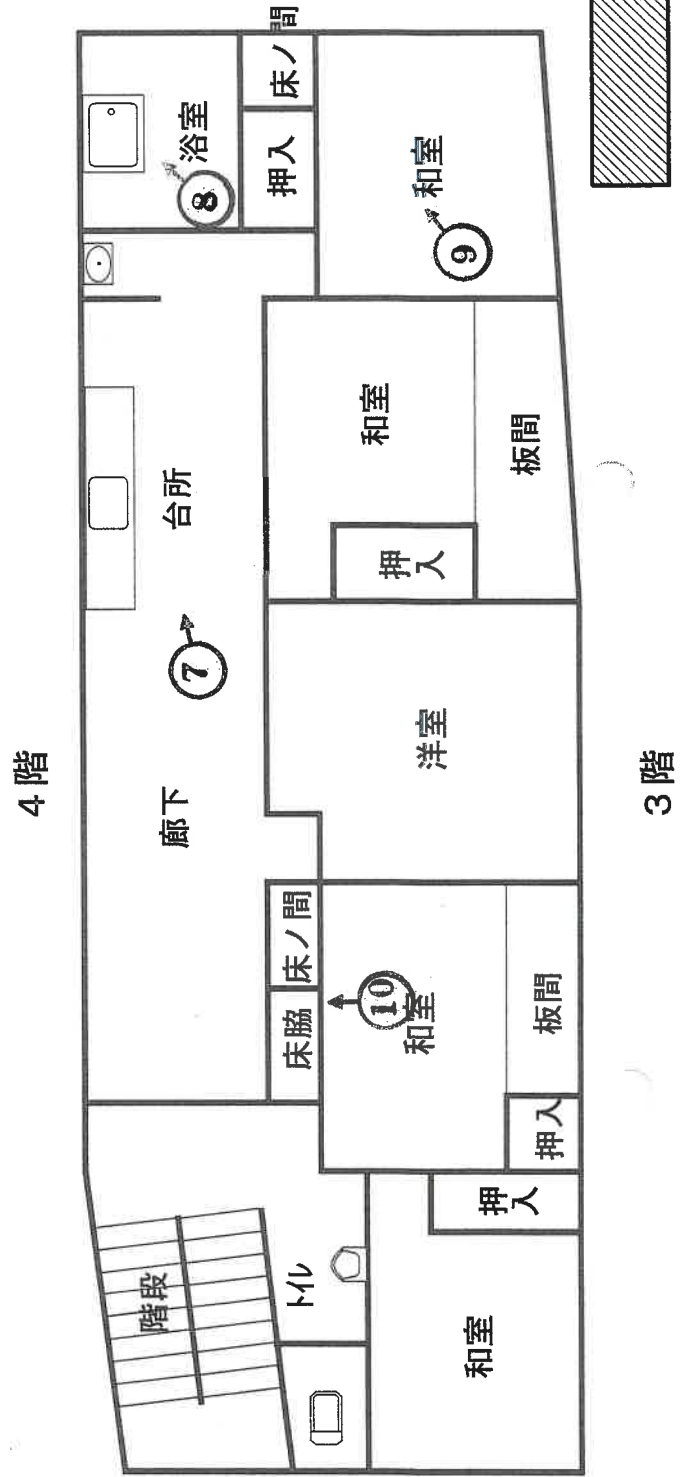 4階
階段
トイレ
和室
押入
押入
板間
和室
⑩
床脇
床ノ間
廊下
洋室
⑦
台所
押入
和室
板間
⑧
浴室
押入
床ノ間
⑨
和室
3階